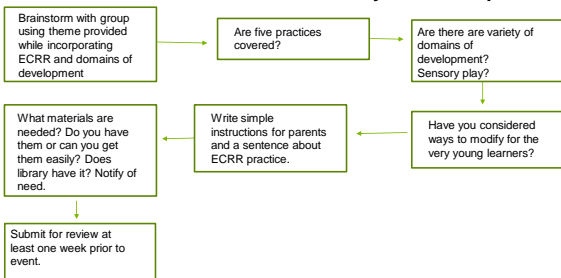 Brainstorm with group
using theme provided
while incorporating
ECRR and domains of
development
Are five practices
covered?
Are there are variety of
domains of
development?
Sensory play?
Have you considered
ways to modify for the
very young learners?
Write simple
instructions for parents
and a sentence about
ECRR practice.
What materials are
needed? Do you have
them or can you get
them easily? Does
library have it? Notify of
need.
Submit for review at
least one week prior to
event.